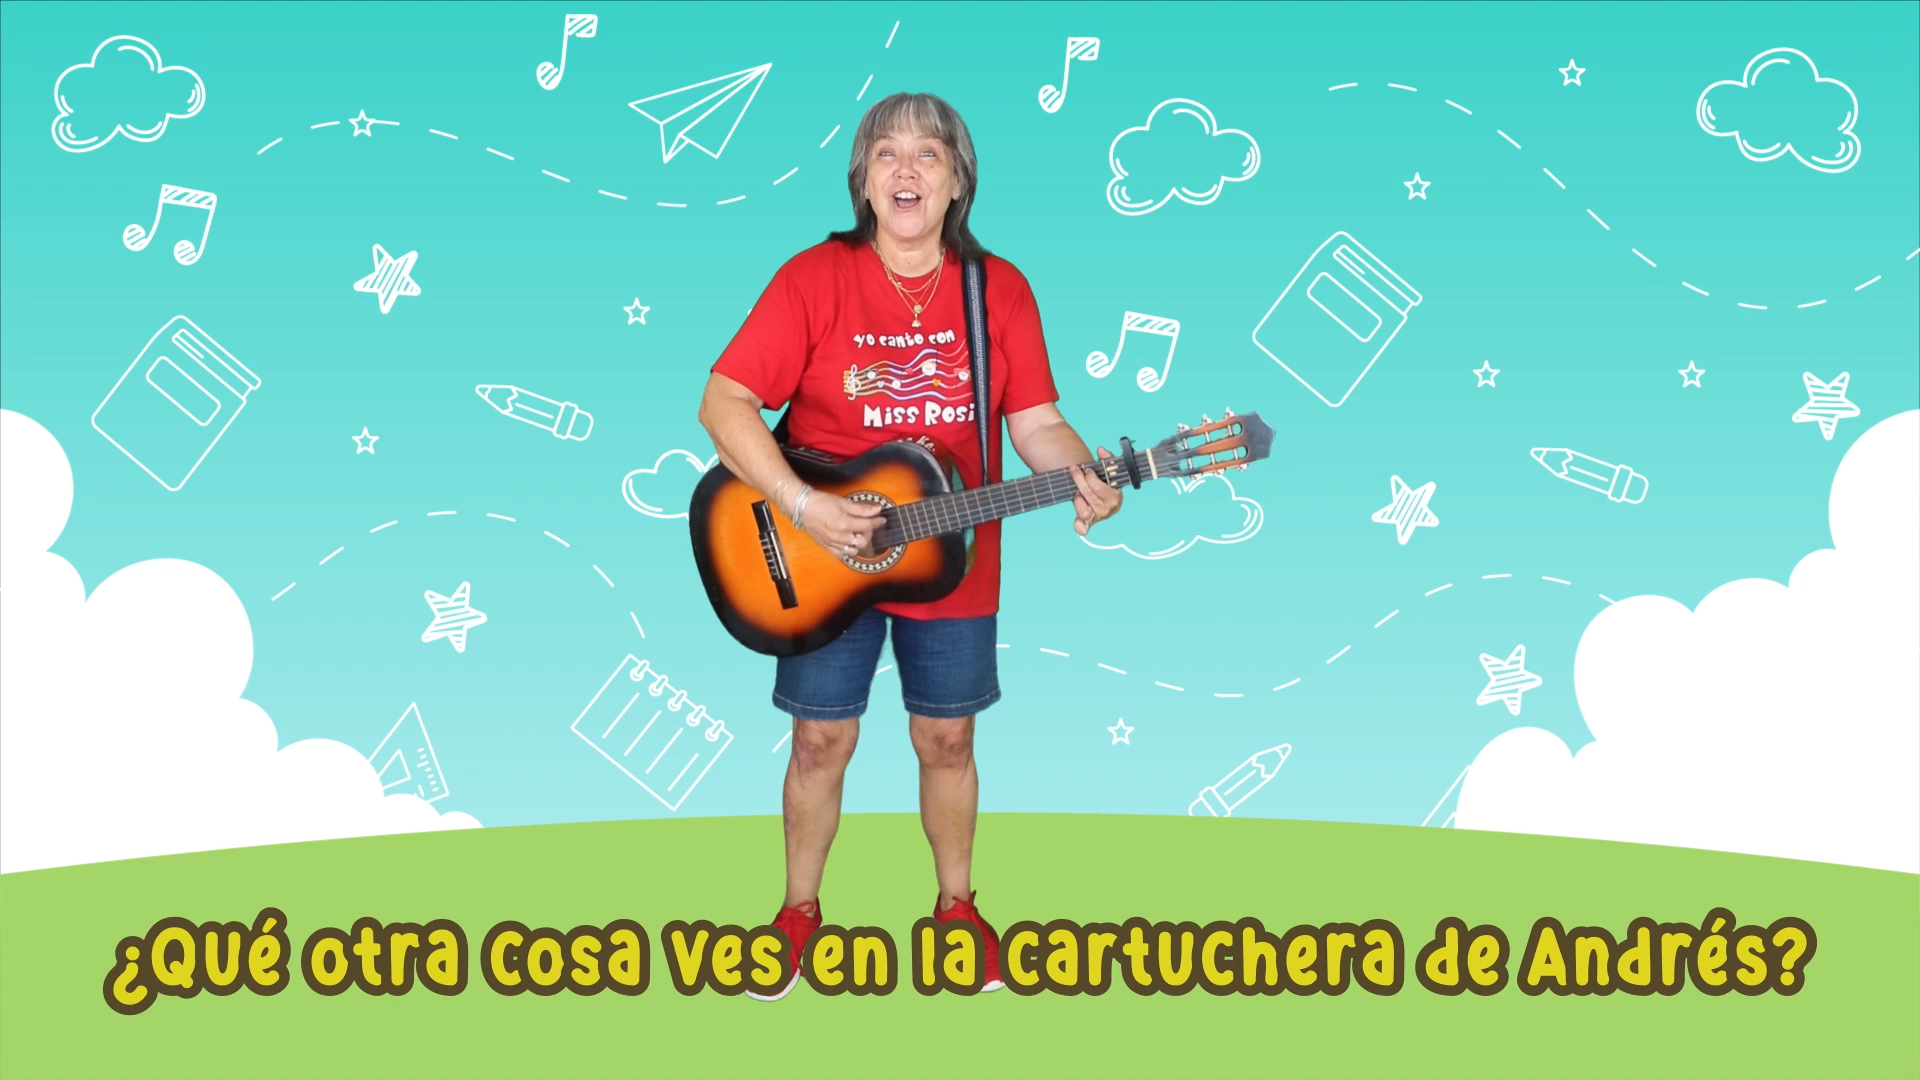 Yo canto con
Miss Rosi
¿Qué otra cosa ves en la cartuchera de Andrés?